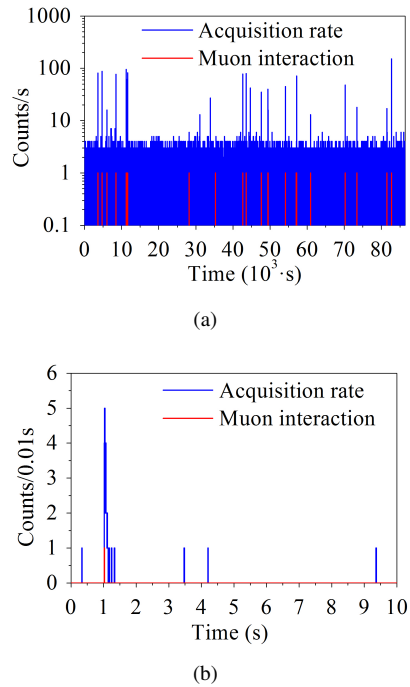 1000
100
10
1
0.1
Counts/s
Acquisition rate
Muon interaction
0 10 20 30 40 50 60 70 80
Time (10³·s)
(a)
6
5
4
3
2
1
0
Counts/0.01s
Acquisition rate
Muon interaction
0 1 2 3 4 5 6 7 8 9 10
Time (s)
(b)